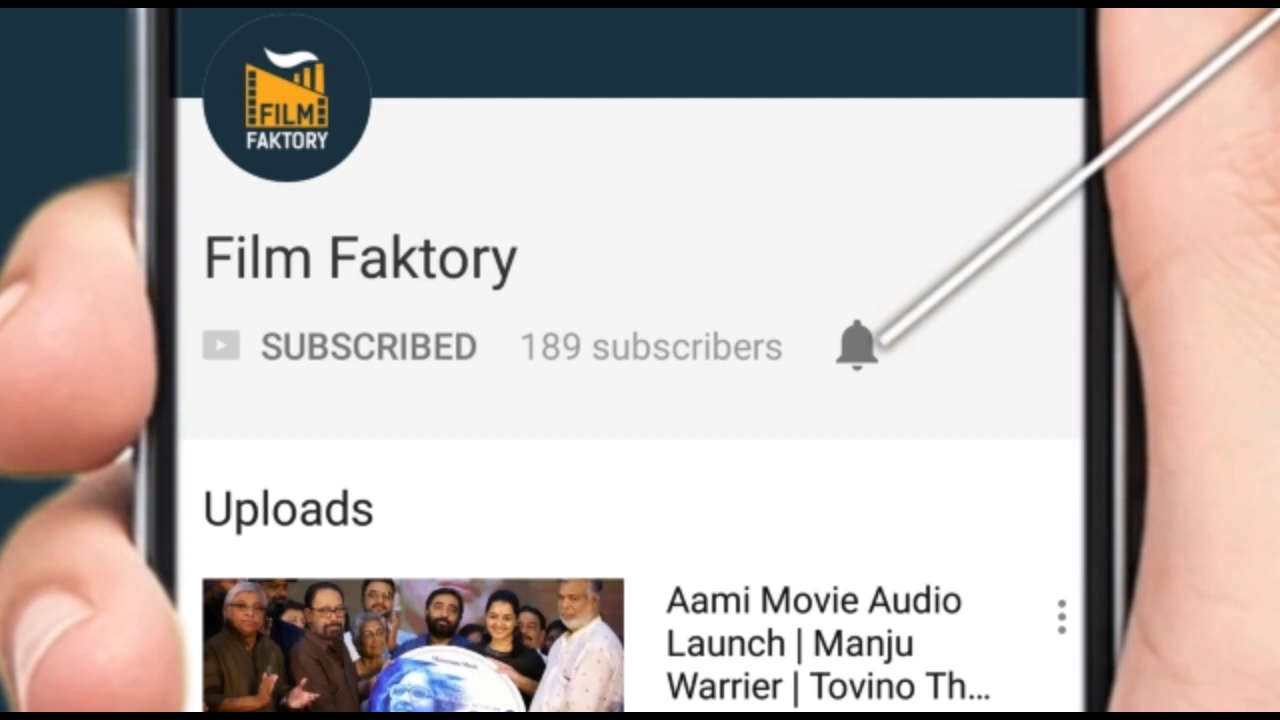 FILM
FAKTORY
Film Faktory
SUBSCRIBED 189 subscribers
Uploads
Aami Movie Audio
Launch | Manju
Warrier | Tovino Th...